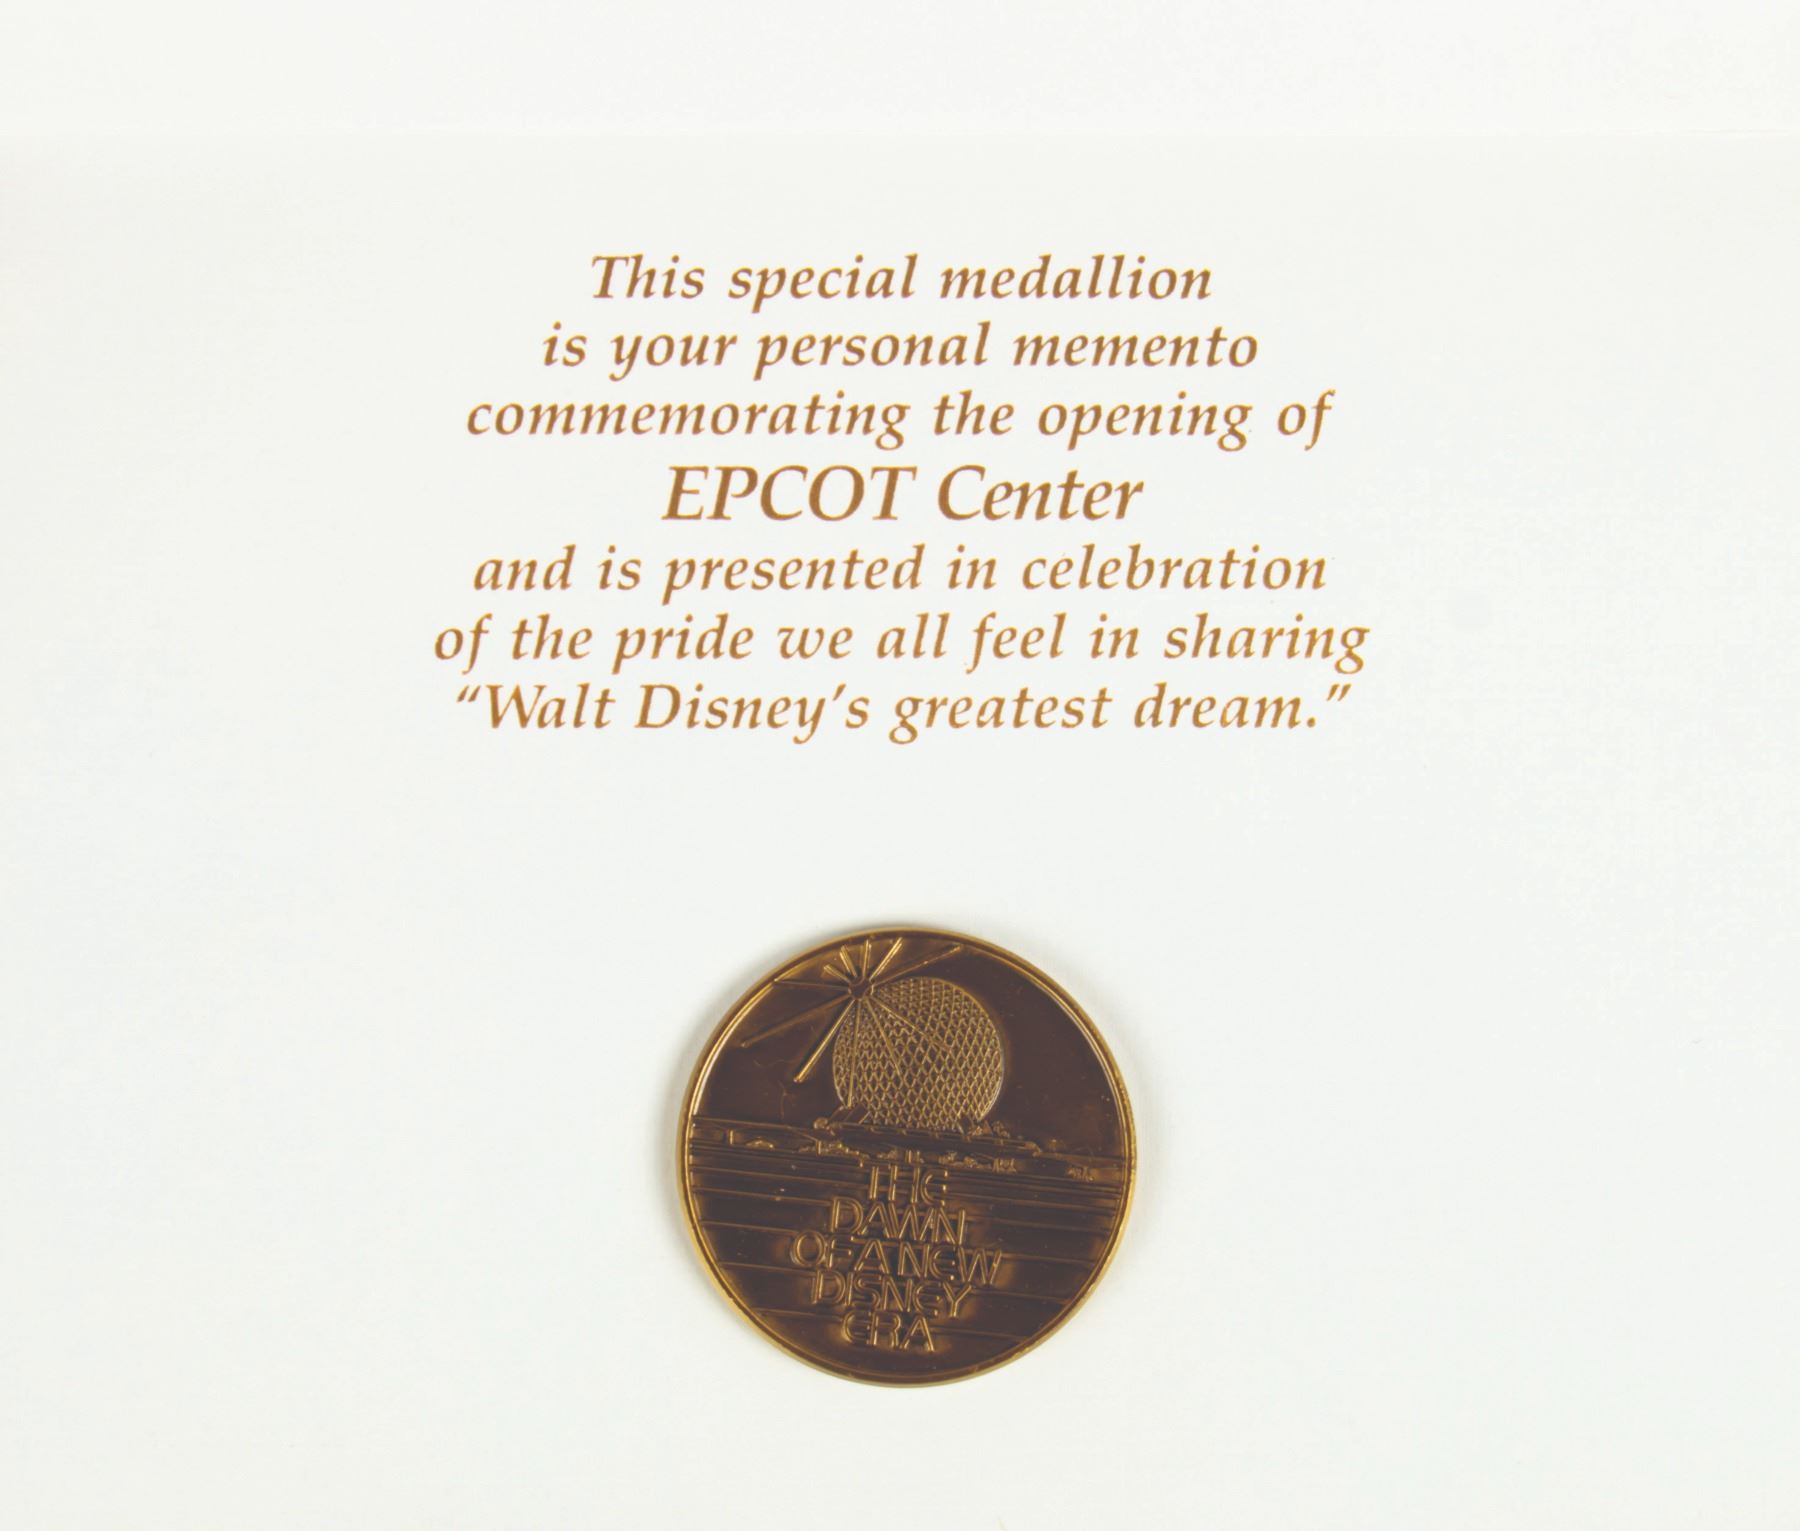 This special medallion
is your personal memento
commemorating the opening of
EPCOT Center
and is presented in celebration
of the pride we all feel in sharing
“Walt Disney’s greatest dream.”
THE
DAWN
OF A NEW
DISNEY
ERA